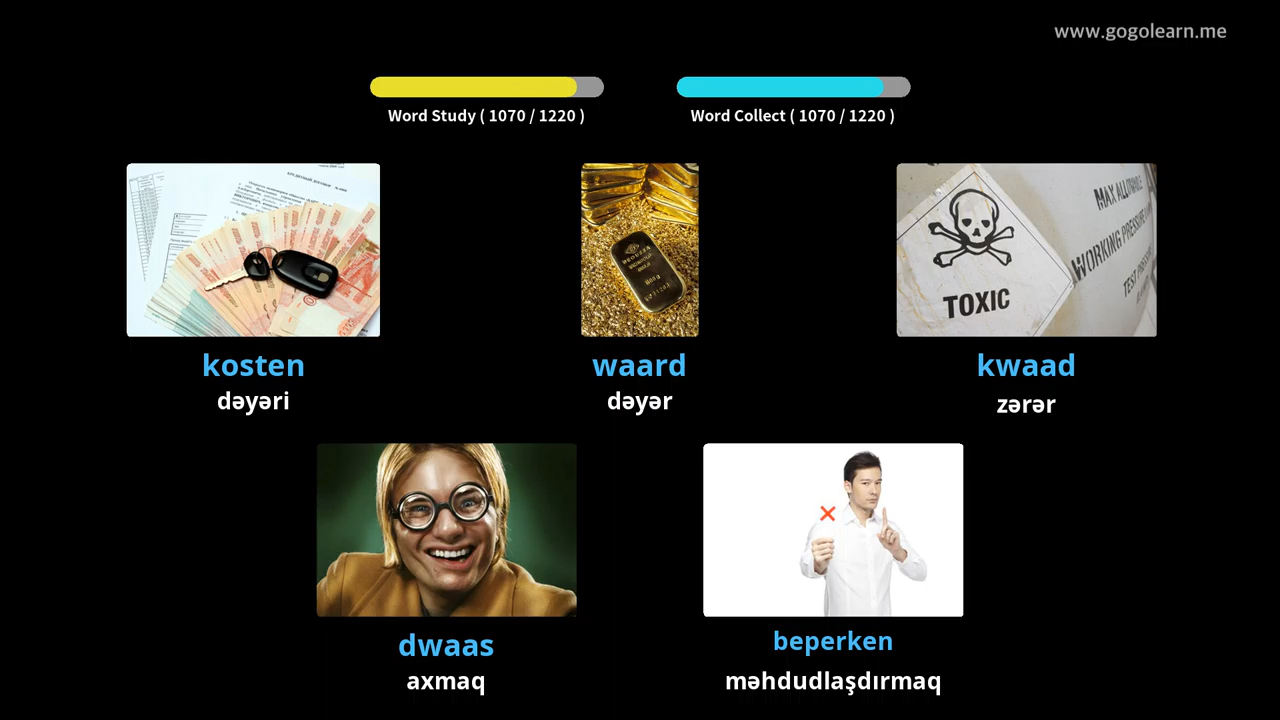 www.gogolearn.me
Word Study ( 1070 / 1220 )
Word Collect ( 1070 / 1220 )
MAX ALLOWABLE
WORKING PRESSURE
TEST PRESSURE
TOXIC
kosten
dəyəri
waard
dəyər
kwaad
zərər
dwaas
axmaq
beperken
məhdudlaşdırmaq